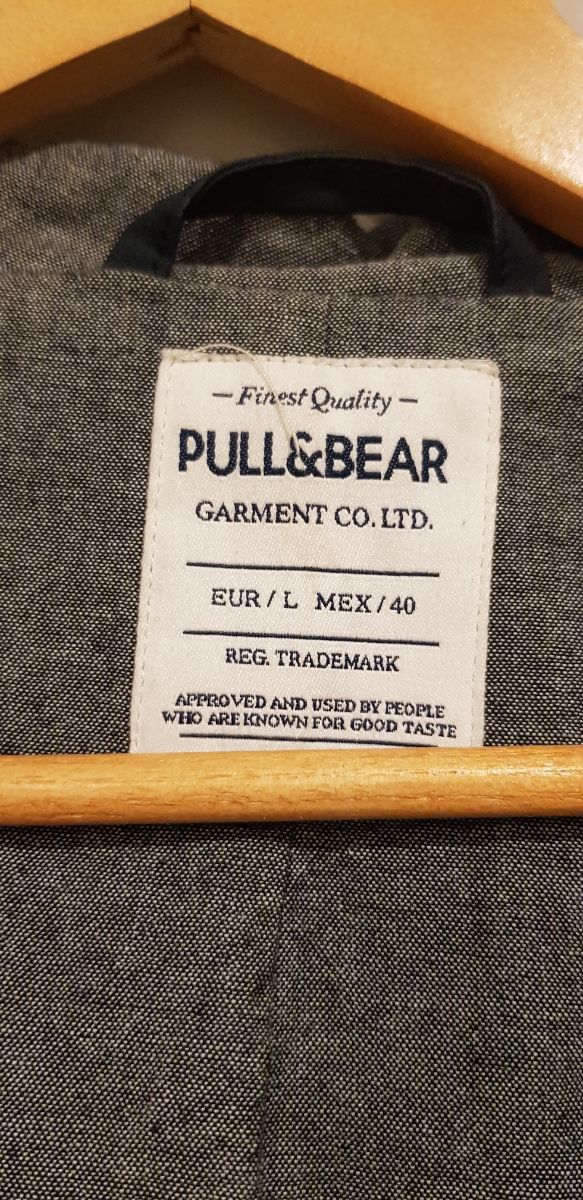 – Finest Quality –
PULL&BEAR
GARMENT CO. LTD.
EUR / L MEX / 40
REG. TRADEMARK
APPROVED AND USED BY PEOPLE
WHO ARE KNOWN FOR GOOD TASTE